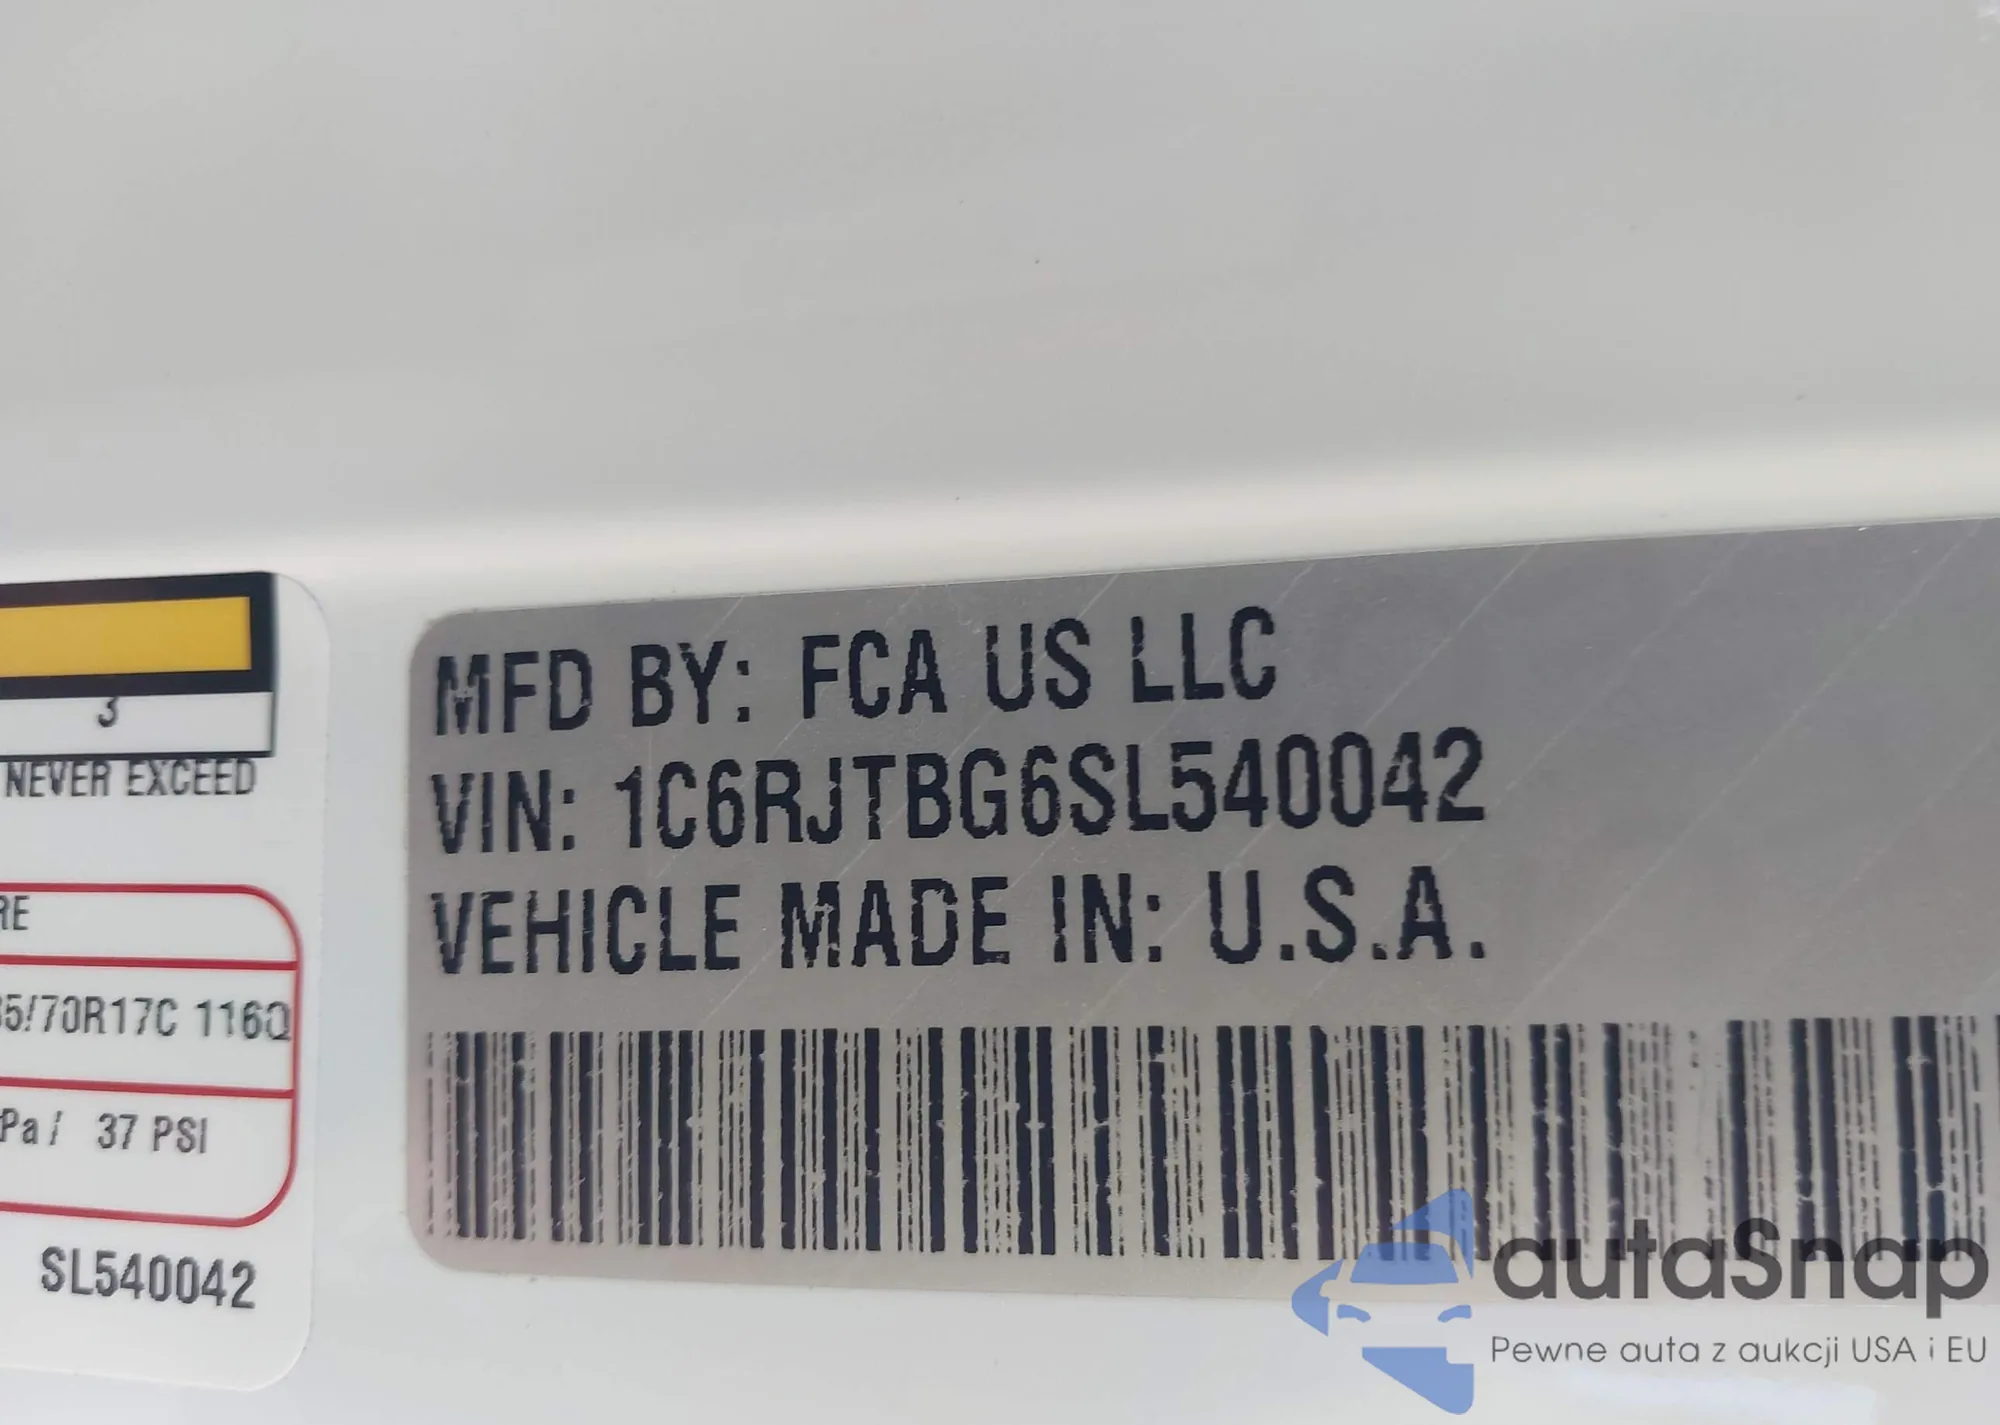 3
NEVER EXCEED
RE
35/70R17C 116Q
Pa / 37 PSI
SL540042
MFD BY: FCA US LLC
VIN: 1C6RJTBG6SL540042
VEHICLE MADE IN: U.S.A.
autaSnap
Pewne auta z aukcji USA i EU